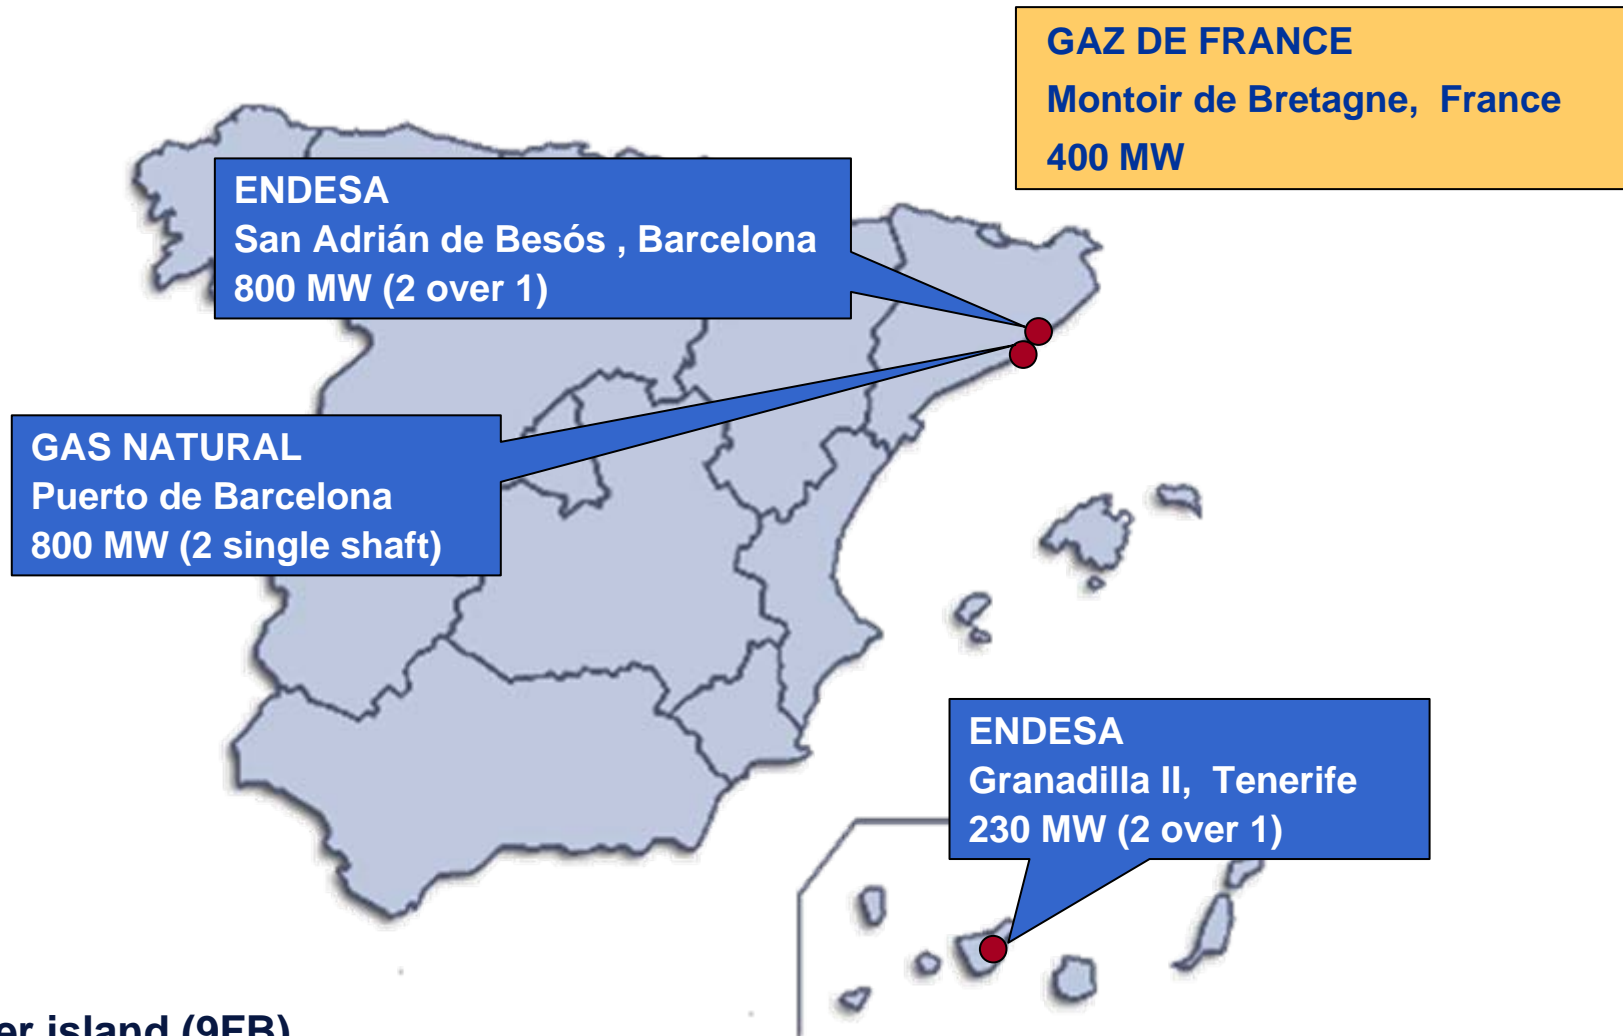 GAZ DE FRANCE
Montoir de Bretagne, France
400 MW
ENDESA
San Adrián de Besós , Barcelona
800 MW (2 over 1)
GAS NATURAL
Puerto de Barcelona
800 MW (2 single shaft)
ENDESA
Granadilla II, Tenerife
230 MW (2 over 1)
island (9FB)